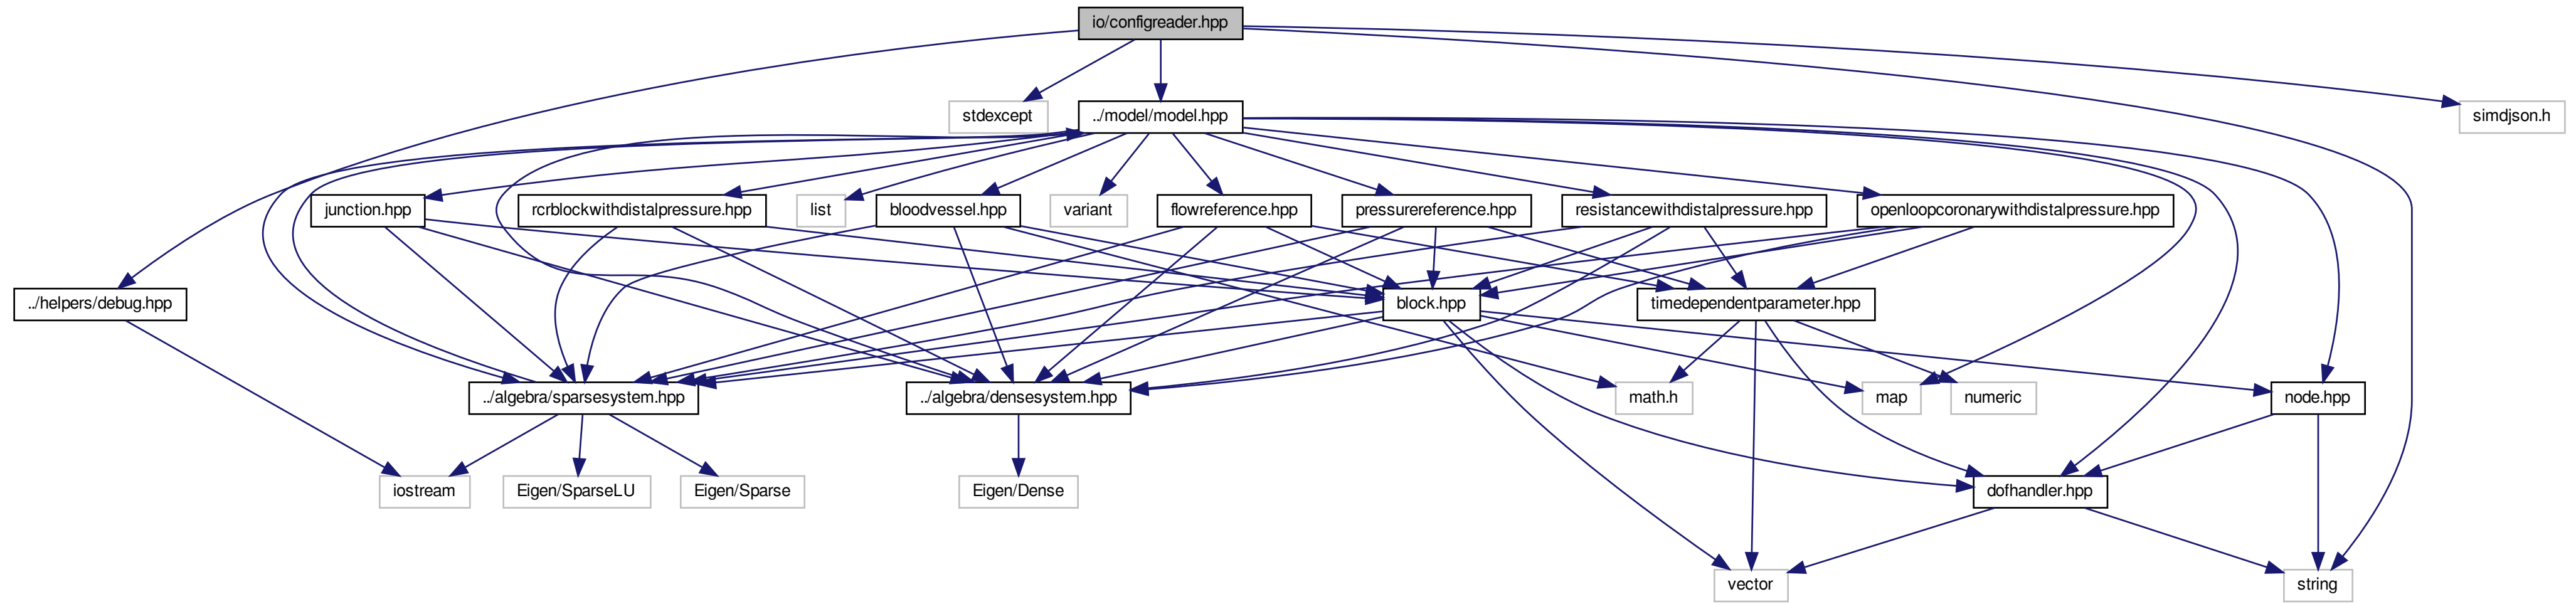 io/configreader.hpp
stdexcept
../model/model.hpp
simdjson.h
junction.hpp
rcrblockwithdistalpressure.hpp
list
bloodvessel.hpp
variant
flowreference.hpp
pressurereference.hpp
resistancewithdistalpressure.hpp
openloopcoronarywithdistalpressure.hpp
../helpers/debug.hpp
block.hpp
timedependentparameter.hpp
../algebra/sparsesystem.hpp
../algebra/densesystem.hpp
math.h
map
numeric
node.hpp
iostream
Eigen/SparseLU
Eigen/Sparse
Eigen/Dense
dofhandler.hpp
vector
string